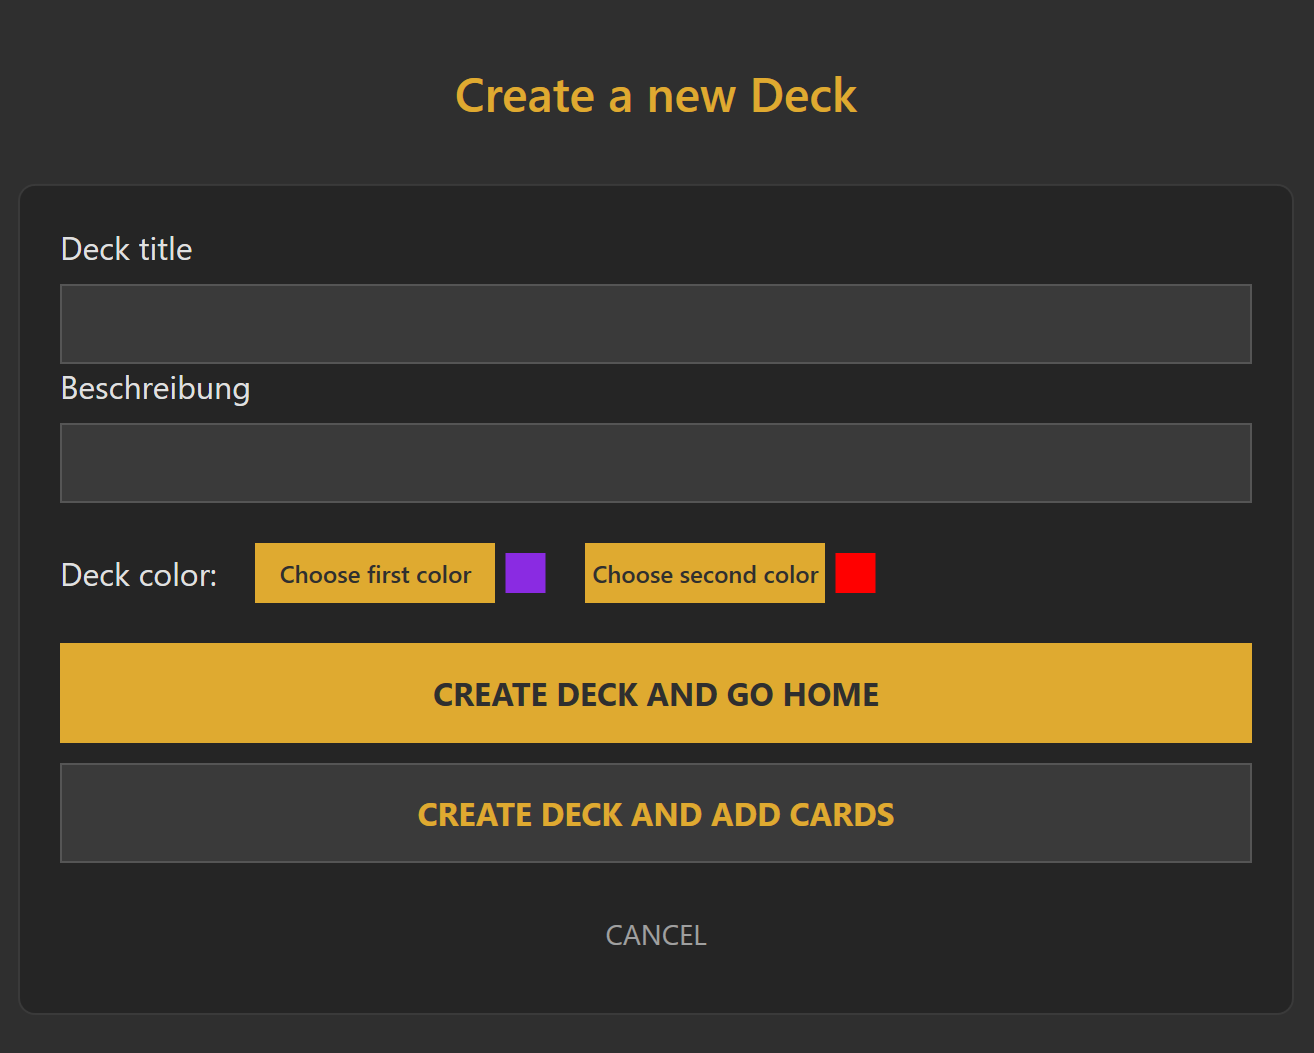 Create a new Deck
Deck title
Beschreibung
Deck color: Choose first color Choose second color
CREATE DECK AND GO HOME
CREATE DECK AND ADD CARDS
CANCEL